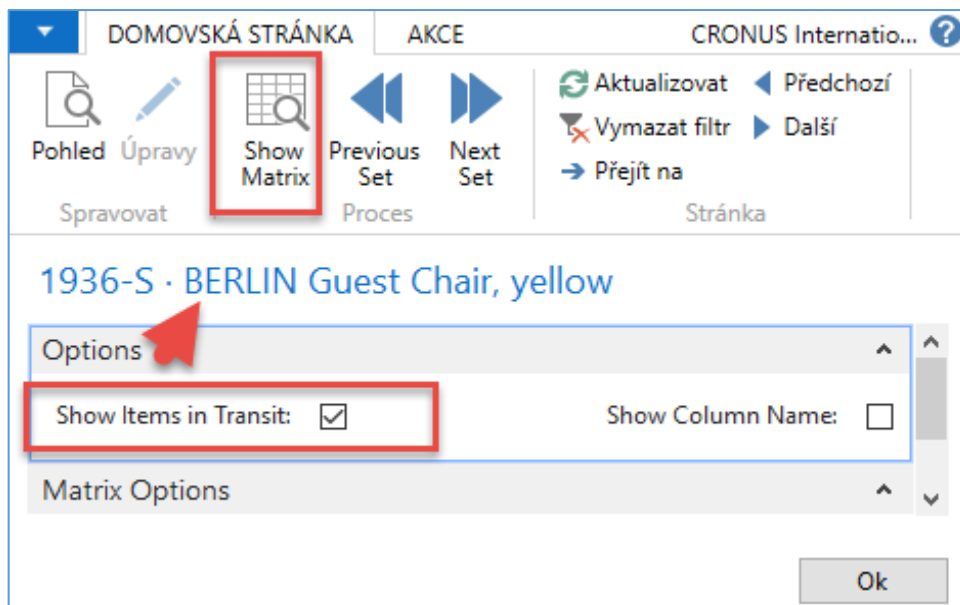 DOMOVSKÁ STRÁNKA AKCE CRONUS Internatio... ?
Pohled
Úpravy
Show
Matrix
Previous
Set
Next
Set
Aktualizovat
Předchozí
Vymazat filtr
Další
Přejít na
Spravovat Proces Stránka
1936-S · BERLIN Guest Chair, yellow
Options
Show Items in Transit: Show Column Name:
Matrix Options
Ok